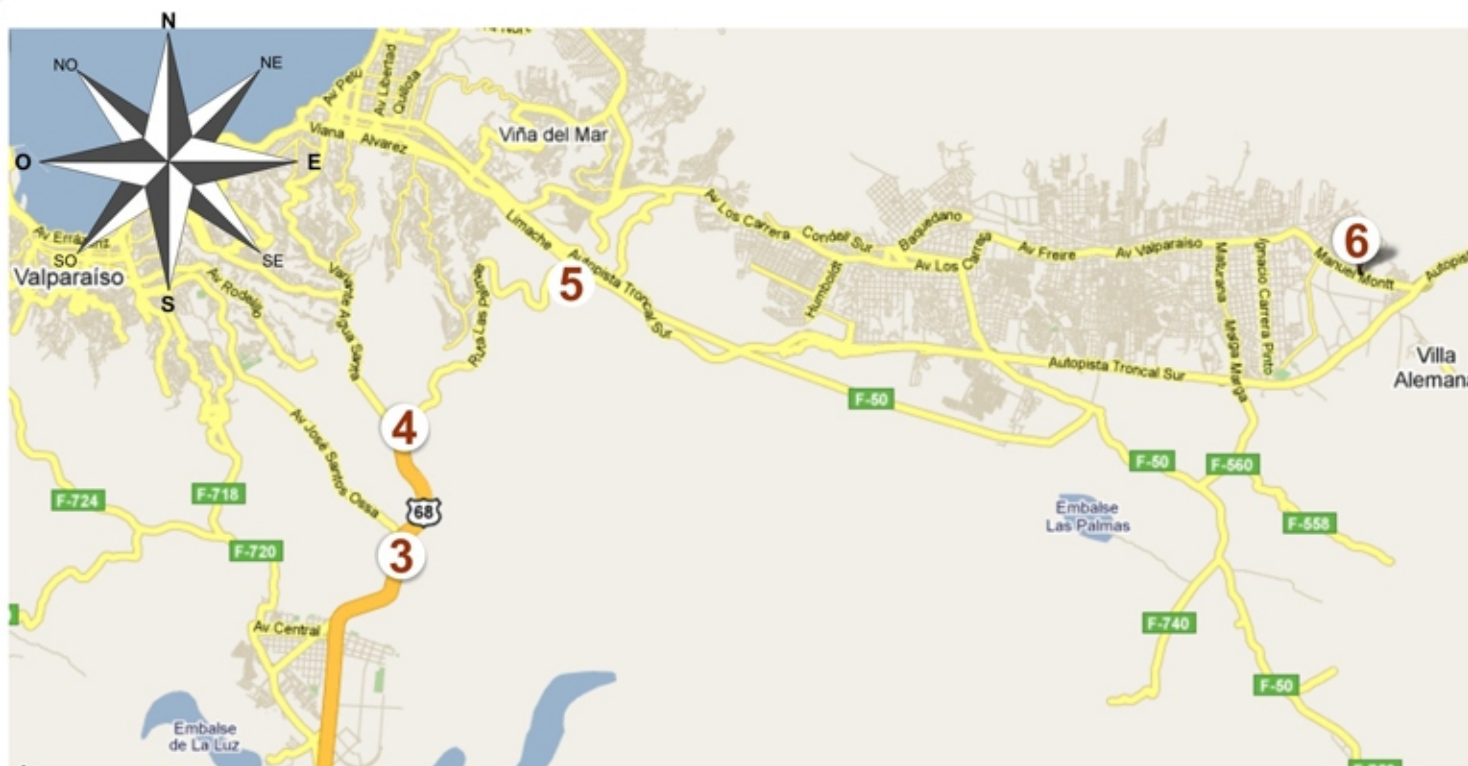 N
NO
NE
O
E
SO
SE
S
Av Perú
Av Libertad
Quillota
Viana
Alvarez
Viña del Mar
Limache
Autopista Troncal Sur
Av Los Carrera
Condell Sur
Baquedano
Av Los Carrera
Humboldt
Av Freire
Av Valparaíso
Ignacio Carrera Pinto
Marga Marga
6
Manuel Montt
Autopista
Villa
Alemana
Valparaíso
Av Rodelillo
Variante Agua Santa
Ruta Las Palmas
5
Autopista Troncal Sur
F-50
4
Av José Santos Ossa
68
3
F-724
F-718
F-720
Av Central
Embalse
de La Luz
F-50
F-560
F-558
Embalse
Las Palmas
F-740
F-50